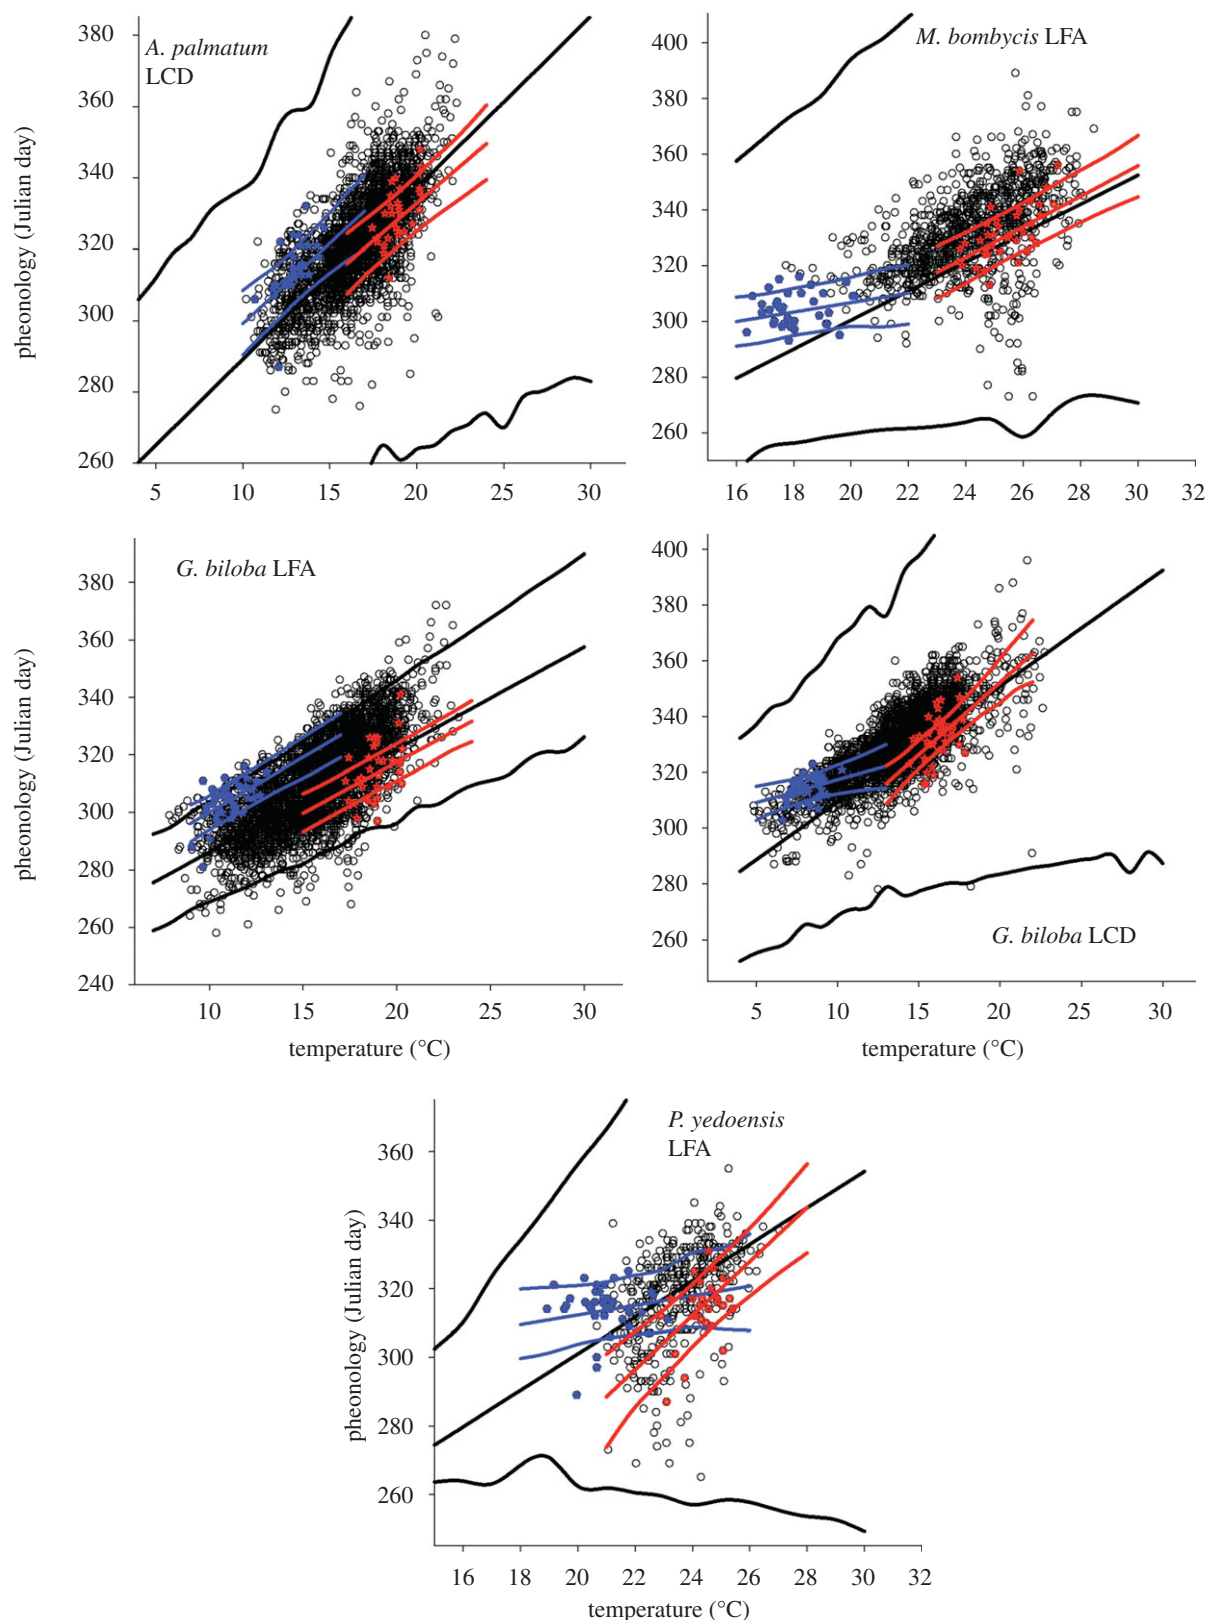 A. palmatum
LCD
380
360
340
320
300
280
260
5 10 15 20 25 30
pheonology (Julian day)
M. bombycis LFA
400
380
360
340
320
300
280
260
16 18 20 22 24 26 28 30 32
G. biloba LFA
380
360
340
320
300
280
260
240
10 15 20 25 30
pheonology (Julian day)
temperature (°C)
400
380
360
340
320
300
280
260
G. biloba LCD
5 10 15 20 25 30
temperature (°C)
P. yedoensis
LFA
360
340
320
300
280
260
pheonology (Julian day)
16 18 20 22 24 26 28 30 32
temperature (°C)